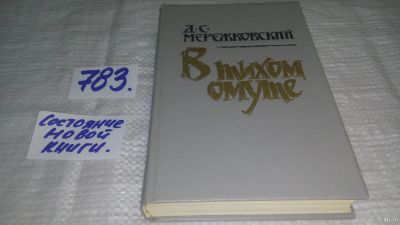 Д. С.
МЕРЕЖКОВСКИЙ
В тихом
омуте
783.
Состояние
новой
книги.